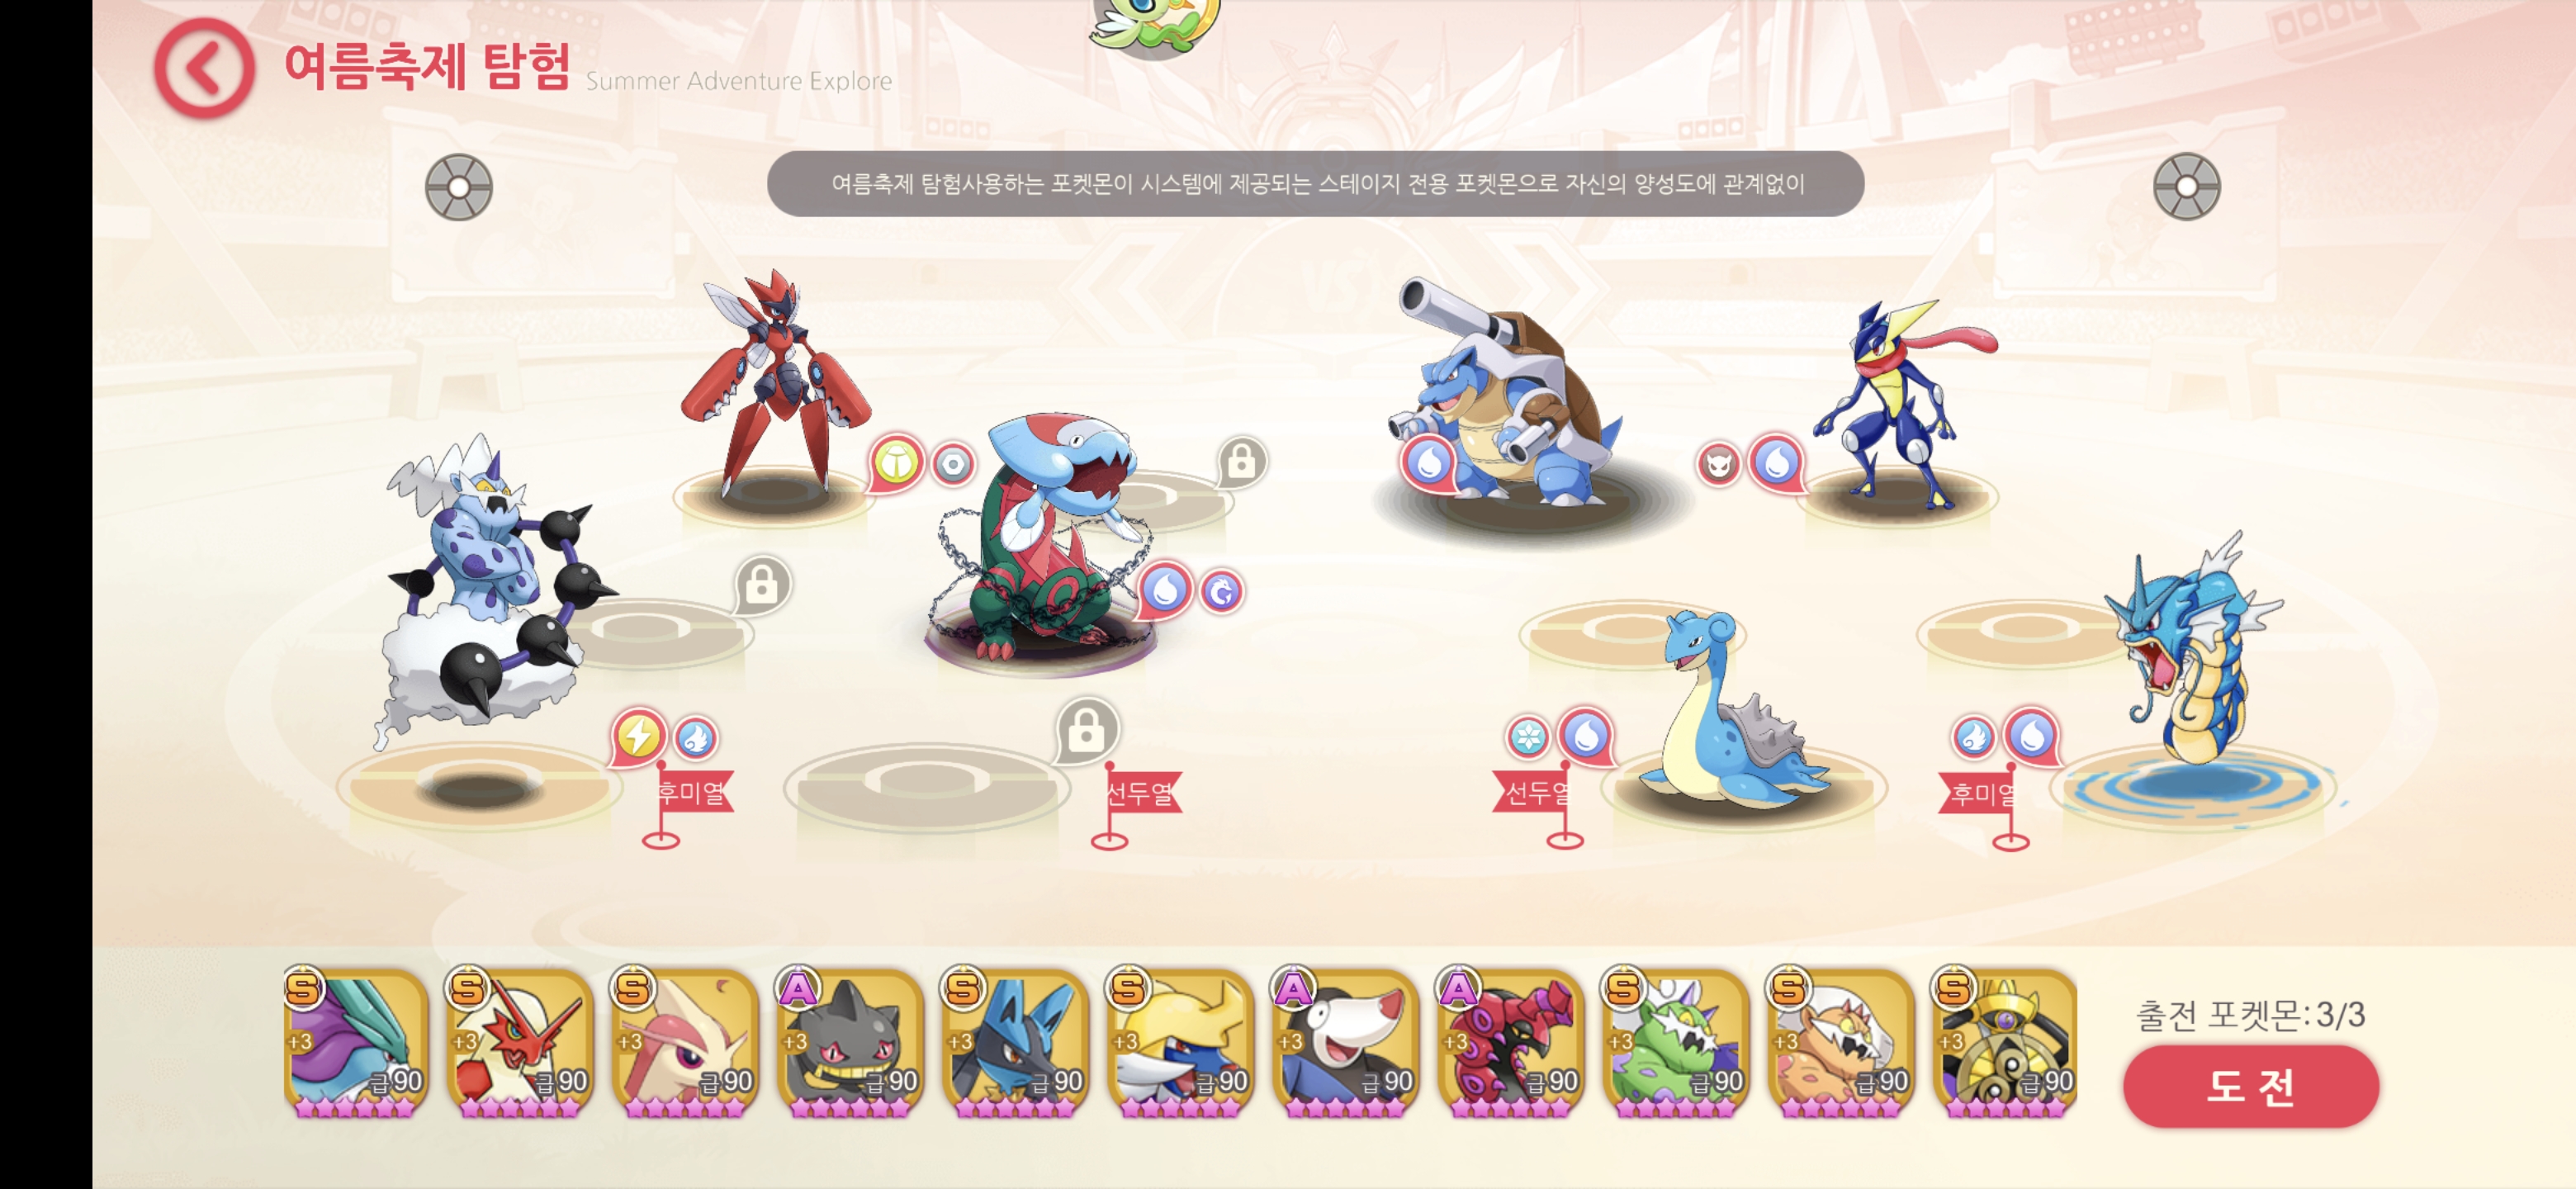 여름축제 탐험 Summer Adventure Explore
여름축제 탐험사용하는 포켓몬이 시스템에 제공되는 스테이지 전용 포켓몬으로 자신의 양성도에 관계없이
VS
후미열 선두열 선두열 후미열
S S S A S S A A S S S
+3 +3 +3 +3 +3 +3 +3 +3 +3 +3 +3
급90 급90 급90 급90 급90 급90 급90 급90 급90 급90 급90
출전 포켓몬:3/3
도전